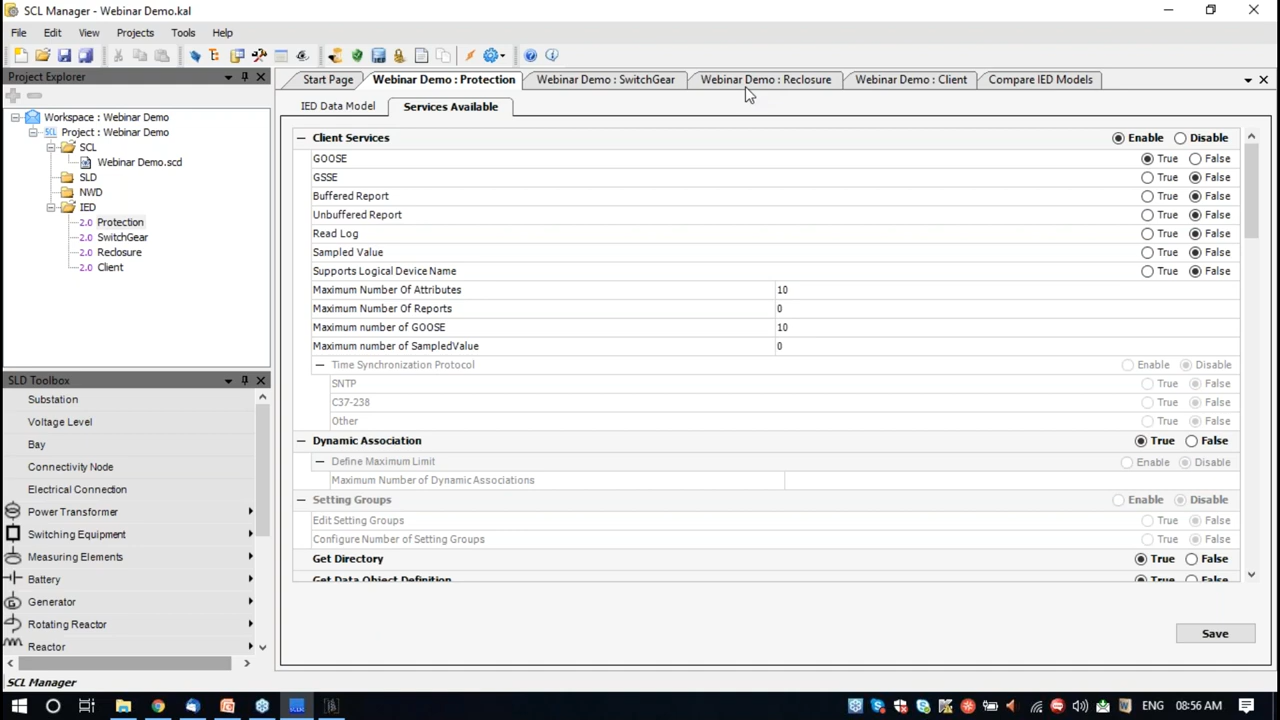 SCL Manager - Webinar Demo.kal
File Edit View Projects Tools Help
Project Explorer
Workspace : Webinar Demo
Project : Webinar Demo
SCL
Webinar Demo.scd
SLD
NWD
IED
2.0 Protection
2.0 SwitchGear
2.0 Reclosure
2.0 Client
SLD Toolbox
Substation
Voltage Level
Bay
Connectivity Node
Electrical Connection
Power Transformer
Switching Equipment
Measuring Elements
Battery
Generator
Rotating Reactor
Reactor
Start Page Webinar Demo : Protection Webinar Demo : SwitchGear Webinar Demo : Reclosure Webinar Demo : Client Compare IED Models
IED Data Model Services Available
Client Services Enable Disable
GOOSE True False
GSSE True False
Buffered Report True False
Unbuffered Report True False
Read Log True False
Sampled Value True False
Supports Logical Device Name True False
Maximum Number Of Attributes 10
Maximum Number Of Reports 0
Maximum number of GOOSE 10
Maximum number of SampledValue 0
Time Synchronization Protocol Enable Disable
SNTP True False
C37-238 True False
Other True False
Dynamic Association True False
Define Maximum Limit Enable Disable
Maximum Number of Dynamic Associations
Setting Groups Enable Disable
Edit Setting Groups True False
Configure Number of Setting Groups True False
Get Directory True False
Get Data Object Definition True False
Save
SCL Manager
ENG 08:56 AM